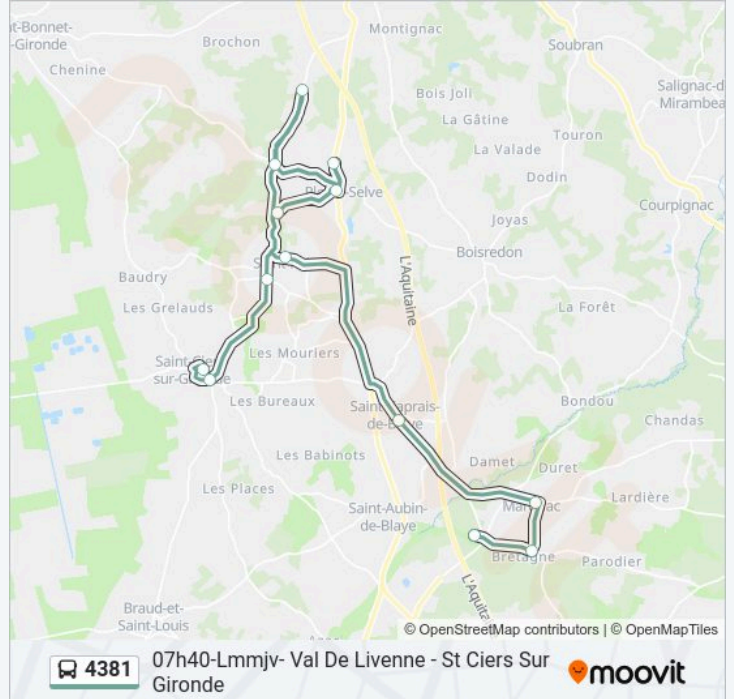 t-Bonnet-
-Gironde
Brochon
Montignac
Soubran
Chenine
Bois Joli
Salignac-d
Mirambea
La Gâtine
Touron
La Valade
Dodin
-Selve
Courpignac
Joyas
Boisredon
L'Aquitaine
Baudry
Les Grelauds
La Forêt
Les Mouriers
sur-G
Les Bureaux
Bondou
de-B
Chandas
Les Babinots
Damet
Duret
Les Places
Lardière
Saint-Aubin-
de-Blaye
Bretagne
Parodier
L'Aquita
Braud-et-
Saint-Louis
© OpenStreetMap contributors | © OpenMapTiles
4381
07h40-Lmmjv- Val De Livenne - St Ciers Sur
Gironde
moovit